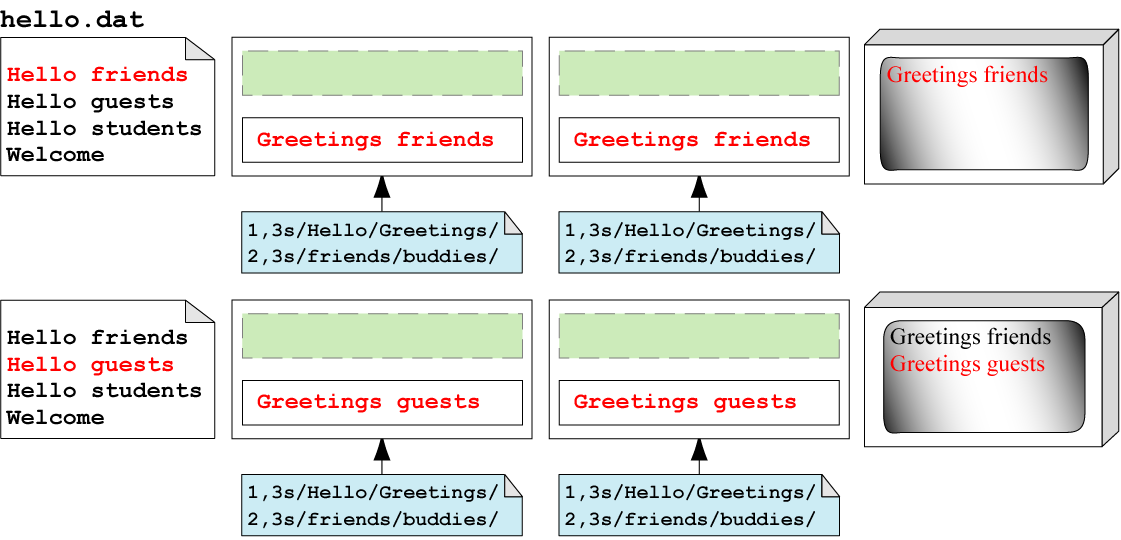 hello.dat
Hello friends
Hello guests
Hello students
Welcome
Greetings friends
1,3s/Hello/Greetings/
2,3s/friends/buddies/
Greetings friends
1,3s/Hello/Greetings/
2,3s/friends/buddies/
Greetings friends
Hello friends
Hello guests
Hello students
Welcome
Greetings guests
1,3s/Hello/Greetings/
2,3s/friends/buddies/
Greetings guests
1,3s/Hello/Greetings/
2,3s/friends/buddies/
Greetings friends
Greetings guests